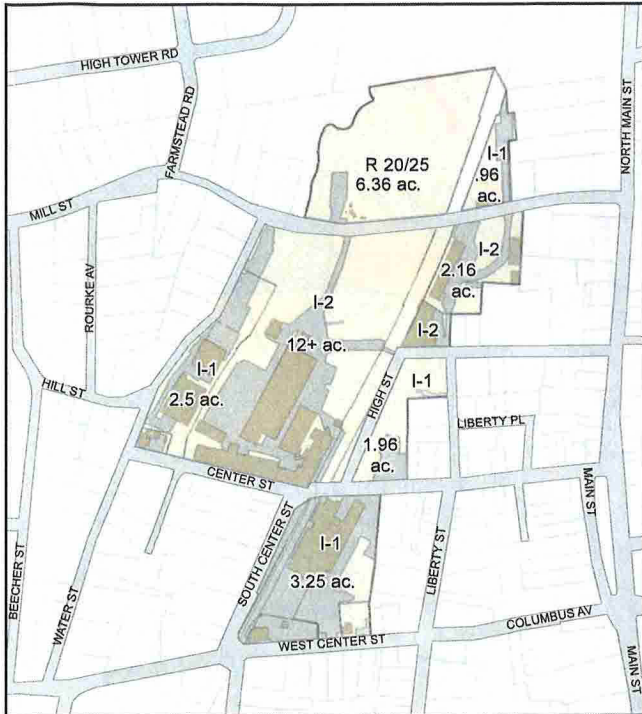 HIGH TOWER RD
FARMSTEAD RD
NORTH MAIN ST
R 20/25
6.36 ac.
I-1
.96
ac.
MILL ST
ROURKE AV
I-2
2.16
ac.
I-2
I-2
12+ ac.
I-1
2.5 ac.
HILL ST
HIGH ST
I-1
LIBERTY PL
1.96
ac.
CENTER ST
MAIN ST
SOUTH CENTER ST
I-1
3.25 ac.
LIBERTY ST
BEECHER ST
WATER ST
COLUMBUS AV
WEST CENTER ST
MAIN ST